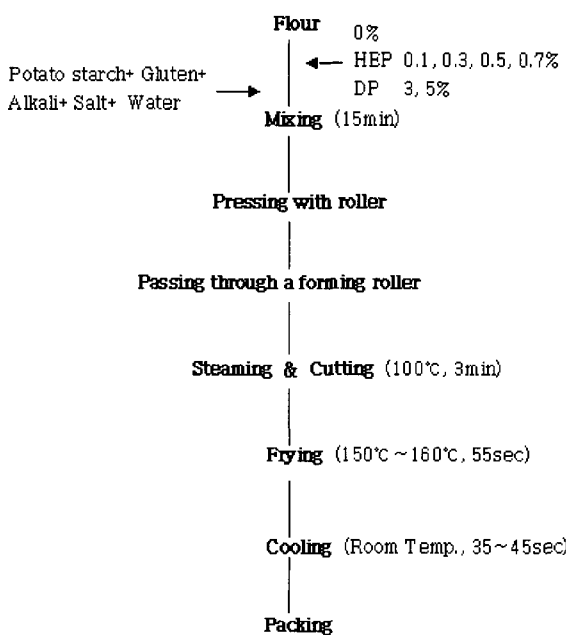 Flour
0%
HEP 0.1, 0.3, 0.5, 0.7%
DP 3, 5%
Potato starch+ Gluten+
Alkali+ Salt+ Water
Mixing (15min)
Pressing with roller
Passing through a forming roller
Steaming & Cutting (100℃, 3min)
Frying (150℃~160℃, 55sec)
Cooling (Room Temp., 35~45sec)
Packing